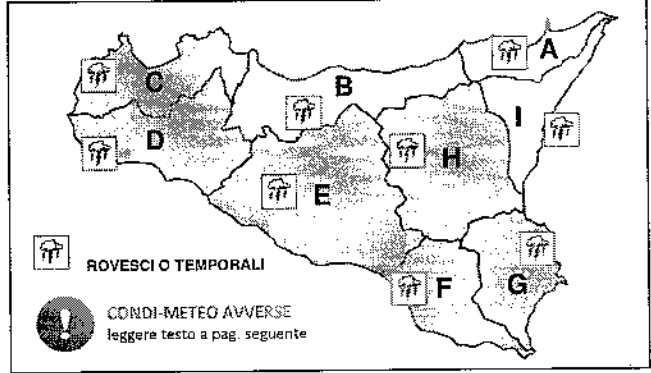 A
B
C
I
D
H
E
F
G
ROVESCI O TEMPORALI
! CONDI-METEO AVVERSE
leggere testo a pag. seguente